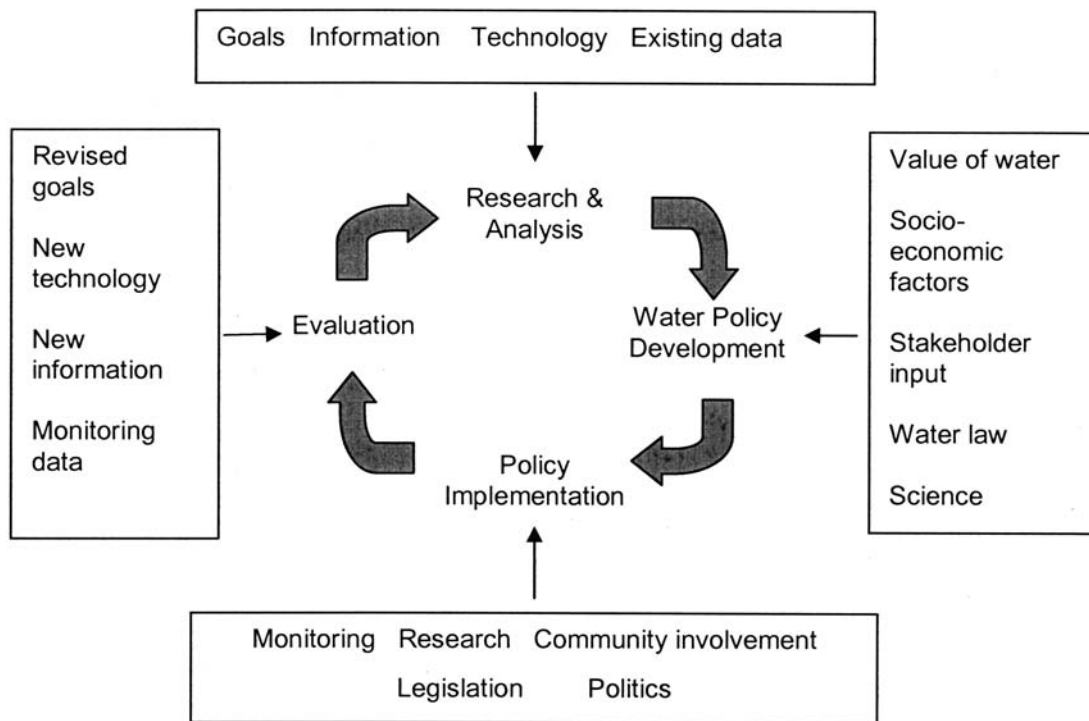 Goals Information Technology Existing data
Revised
goals
New
technology
New
information
Monitoring
data
Research &
Analysis
Evaluation
Water Policy
Development
Policy
Implementation
Value of water
Socio-
economic
factors
Stakeholder
input
Water law
Science
Monitoring Research Community involvement
Legislation Politics